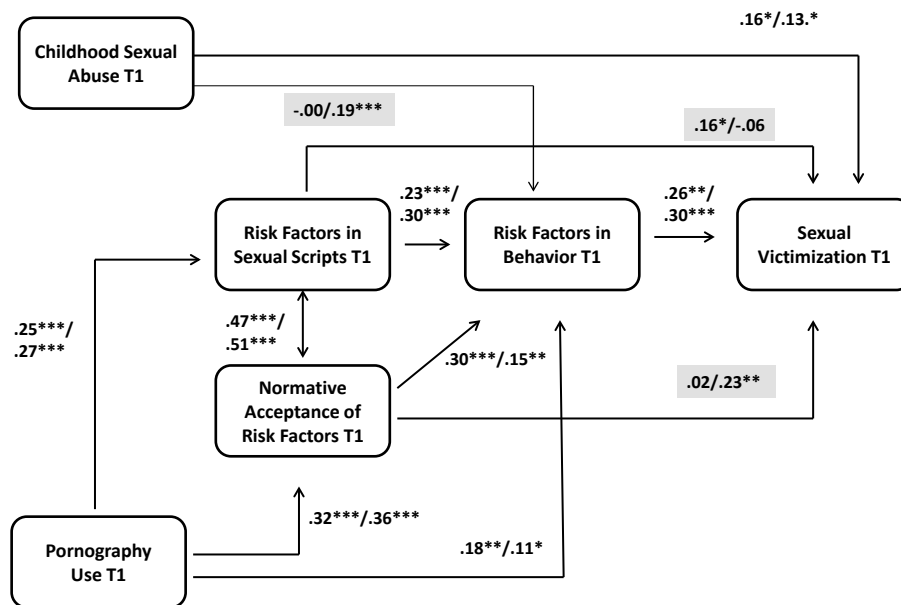 .16*/.13.*
Childhood Sexual
Abuse T1
-.00/.19***
.16*/-.06
.23***/
.30***
.26**/
.30***
Risk Factors in
Sexual Scripts T1
Risk Factors in
Behavior T1
Sexual
Victimization T1
.25***/
.27***
.47***/
.51***
.30***/.15**
Normative
Acceptance of
Risk Factors T1
.02/.23**
.32***/.36***
.18**/.11*
Pornography
Use T1